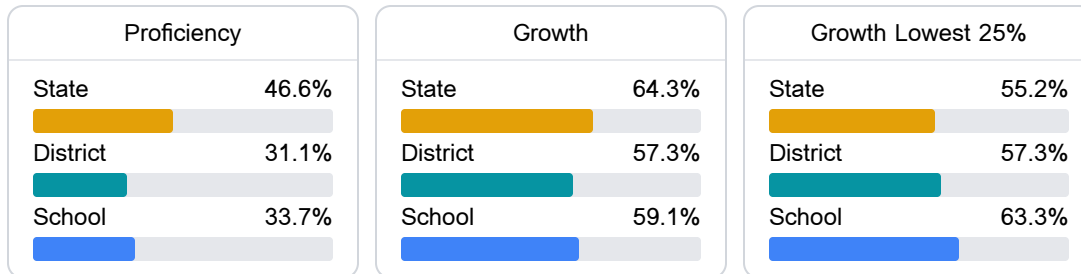 Proficiency
State 46.6%
District 31.1%
School 33.7%
Growth
State 64.3%
District 57.3%
School 59.1%
Growth Lowest 25%
State 55.2%
District 57.3%
School 63.3%